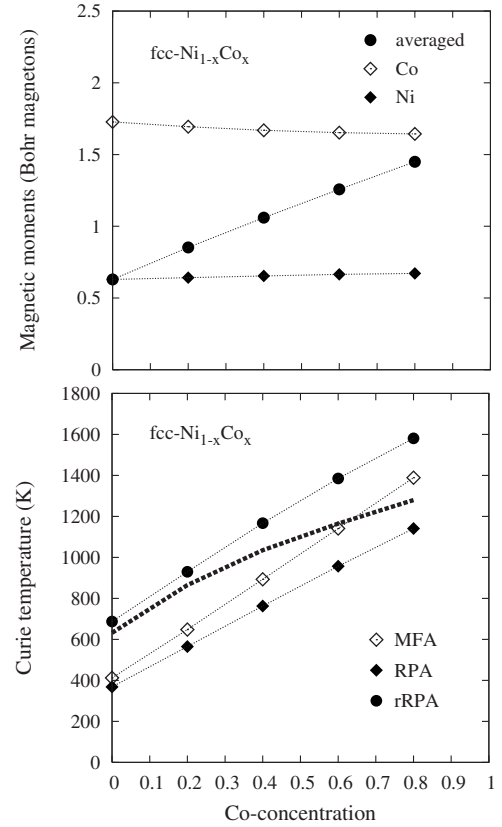 2.5
2
1.5
1
0.5
0
Magnetic moments (Bohr magnetons)
fcc-Ni1-xCox
averaged
Co
Ni
1800
1600
1400
1200
1000
800
600
400
200
0
Curie temperature (K)
fcc-Ni1-xCox
MFA
RPA
rRPA
0 0.1 0.2 0.3 0.4 0.5 0.6 0.7 0.8 0.9 1
Co-concentration